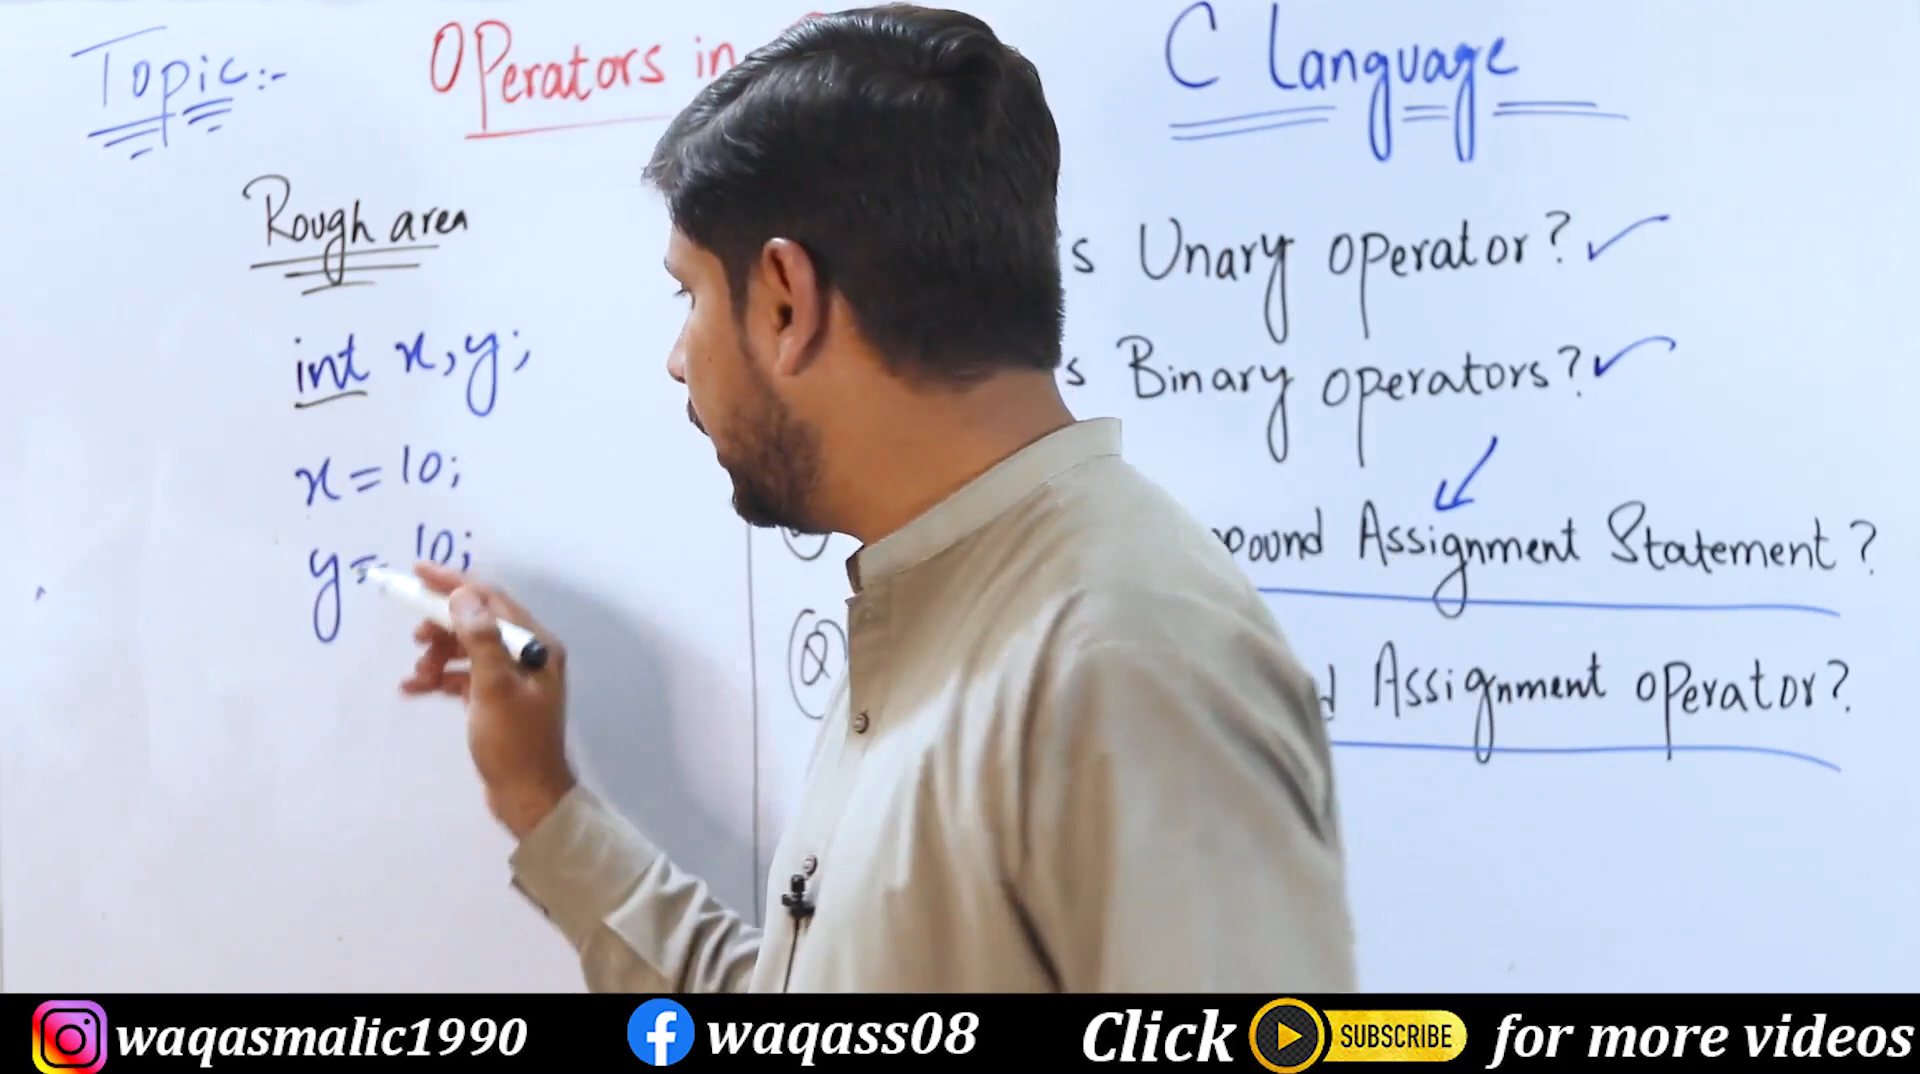 Topic:-
Operators in
C Language
Rough area
int x, y;
x = 10;
y = 10;
s Unary operator? ✓
s Binary operators? ✓
pound Assignment Statement?
Q
d Assignment operator?
waqasmalic1990
waqass08
Click SUBSCRIBE for more videos